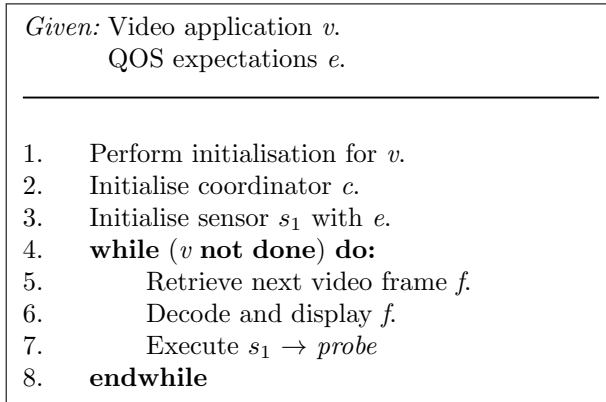 Given: Video application v.
QOS expectations e.
1. Perform initialisation for v.
2. Initialise coordinator c.
3. Initialise sensor s₁ with e.
4. while (v not done) do:
5. Retrieve next video frame f.
6. Decode and display f.
7. Execute s₁ → probe
8. endwhile